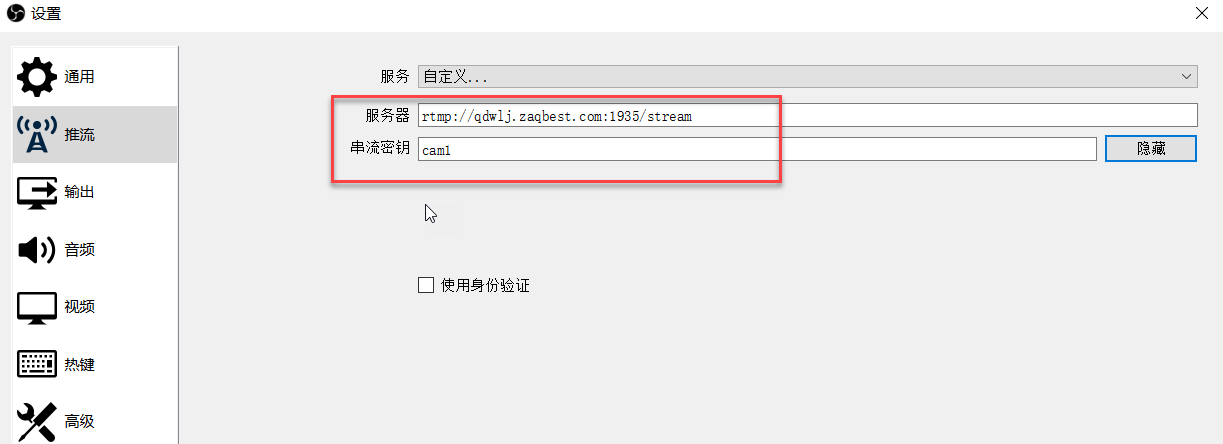 设置
通用
推流
输出
音频
视频
热键
高级
服务 自定义...
服务器 rtmp://qdwlj.zaqbest.com:1935/stream
串流密钥 cam1 隐藏
使用身份验证